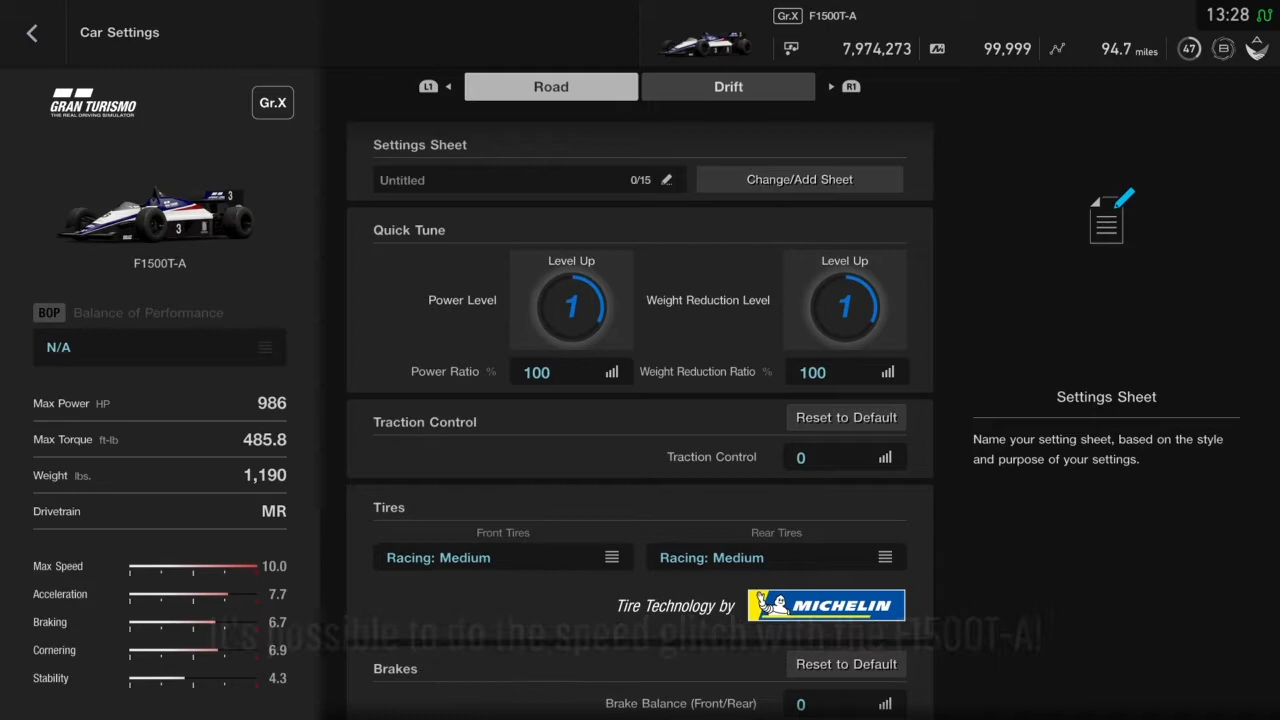 Car Settings
Gr.X F1500T-A
13:28
7,974,273
99,999
94.7 miles
47
B
GRAN TURISMO
THE REAL DRIVING SIMULATOR
Gr.X
L1 Road Drift R1
Settings Sheet
Untitled 0/15 Change/Add Sheet
3
3
F1500T-A
Quick Tune
Level Up Level Up
Power Level 1 Weight Reduction Level 1
Power Ratio % 100 Weight Reduction Ratio % 100
BOP Balance of Performance
N/A
Max Power HP 986
Max Torque ft-lb 485.8
Weight lbs. 1,190
Drivetrain MR
Max Speed 10.0
Acceleration 7.7
Braking 6.7
Cornering 6.9
Stability 4.3
Traction Control Reset to Default
Traction Control 0
Tires
Front Tires Rear Tires
Racing: Medium Racing: Medium
Tire Technology by MICHELIN
It's possible to do the speed glitch with the F1500T-A!
Brakes Reset to Default
Brake Balance (Front/Rear) 0
Settings Sheet
Name your setting sheet, based on the style
and purpose of your settings.